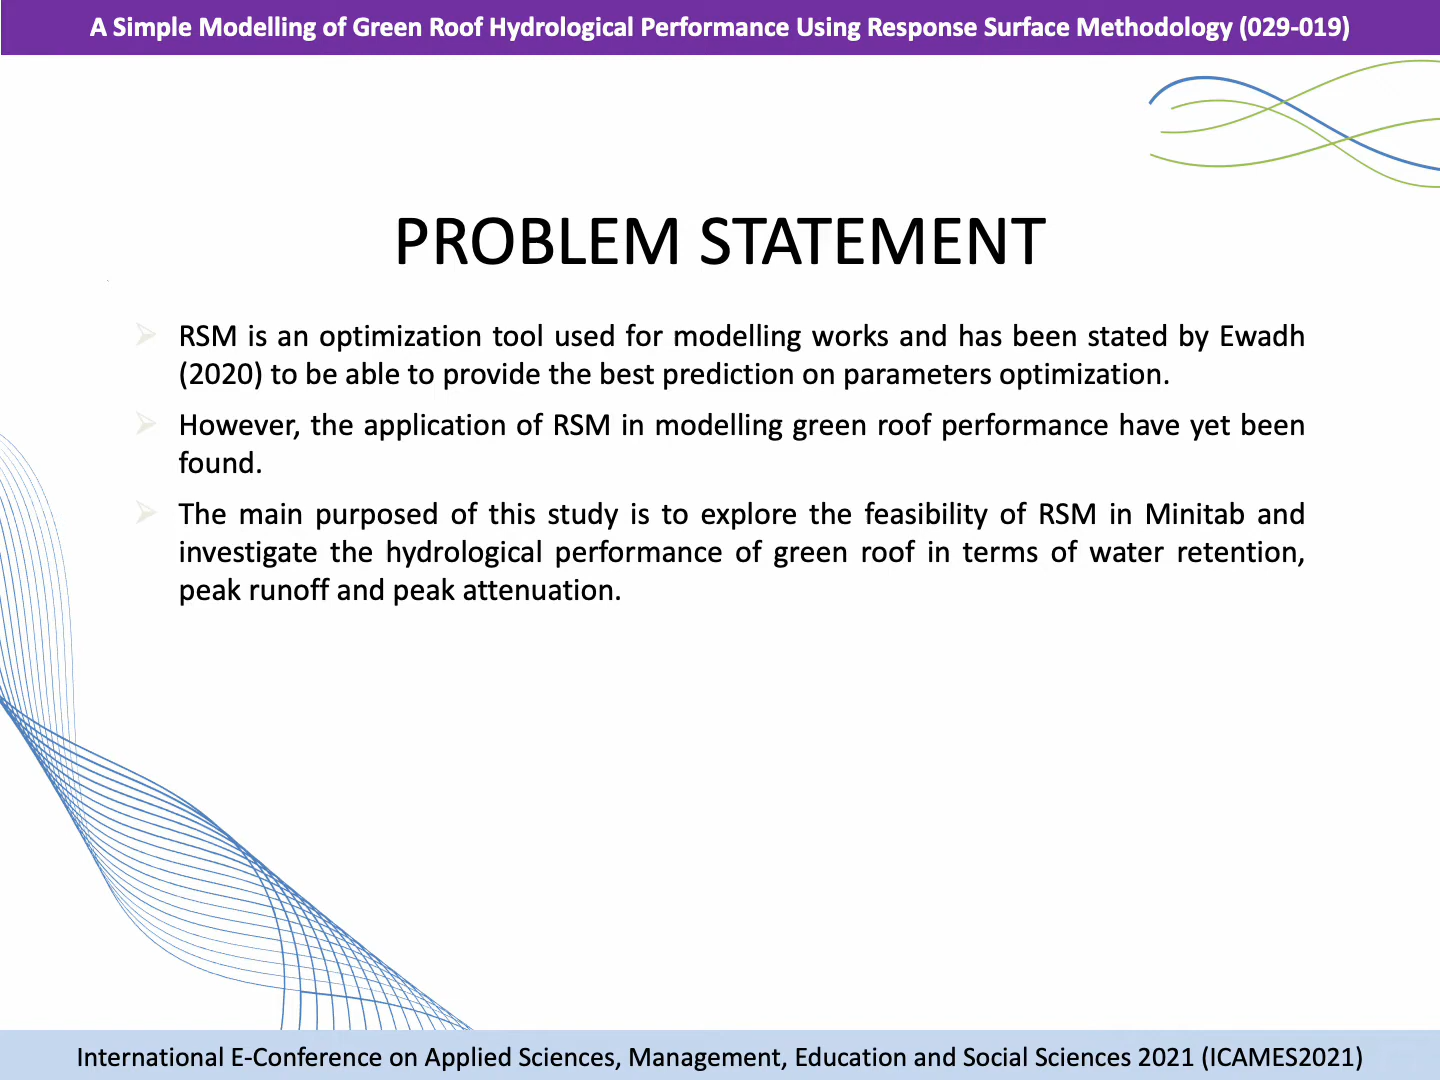 A Simple Modelling of Green Roof Hydrological Performance Using Response Surface Methodology (029-019)
PROBLEM STATEMENT
RSM is an optimization tool used for modelling works and has been stated by Ewadh
(2020) to be able to provide the best prediction on parameters optimization.
However, the application of RSM in modelling green roof performance have yet been
found.
The main purposed of this study is to explore the feasibility of RSM in Minitab and
investigate the hydrological performance of green roof in terms of water retention,
peak runoff and peak attenuation.
International E-Conference on Applied Sciences, Management, Education and Social Sciences 2021 (ICAMES2021)